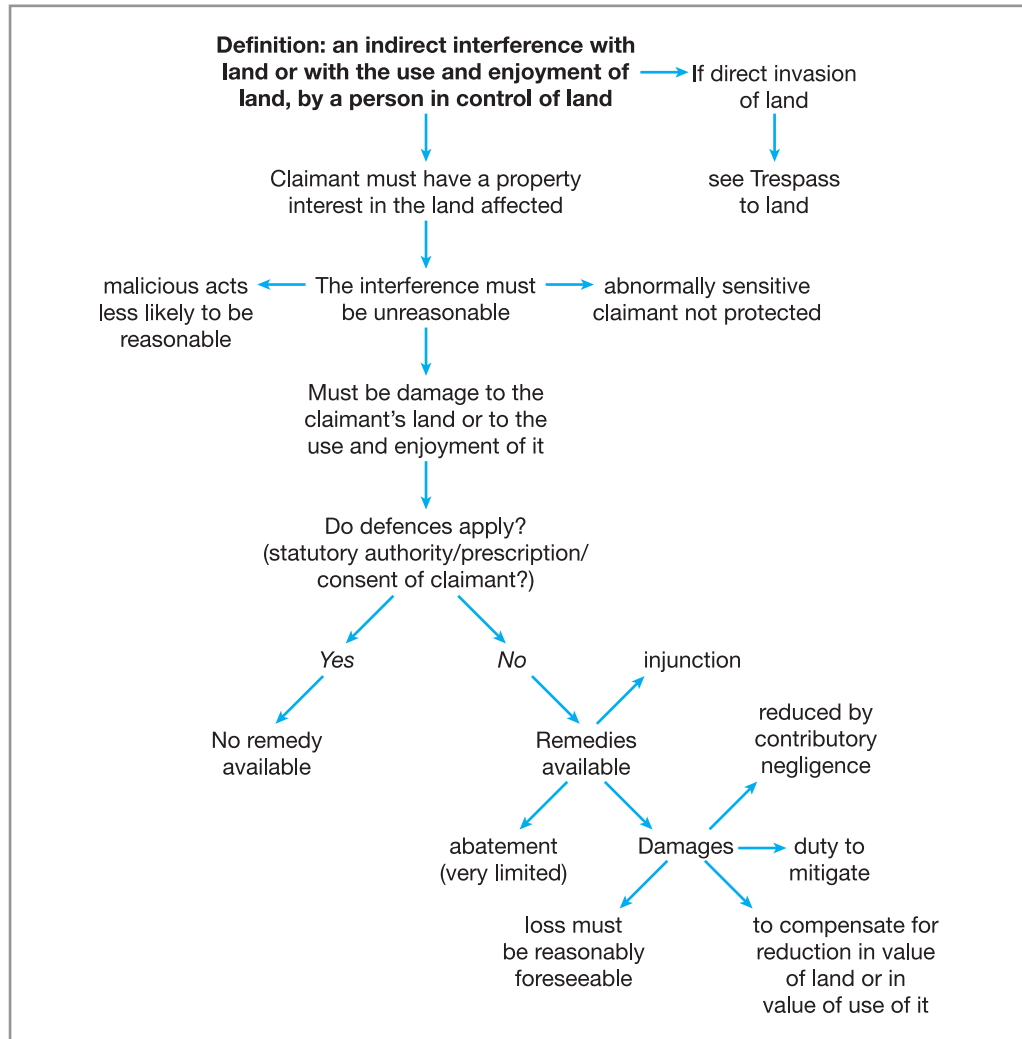 Definition: an indirect interference with
land or with the use and enjoyment of
land, by a person in control of land
If direct invasion
of land
Claimant must have a property
interest in the land affected
see Trespass
to land
malicious acts
less likely to be
reasonable
The interference must
be unreasonable
abnormally sensitive
claimant not protected
Must be damage to the
claimant’s land or to the
use and enjoyment of it
Do defences apply?
(statutory authority/prescription/
consent of claimant?)
Yes
No
injunction
No remedy
available
Remedies
available
reduced by
contributory
negligence
abatement
(very limited)
Damages
duty to
mitigate
loss must
be reasonably
foreseeable
to compensate for
reduction in value
of land or in
value of use of it